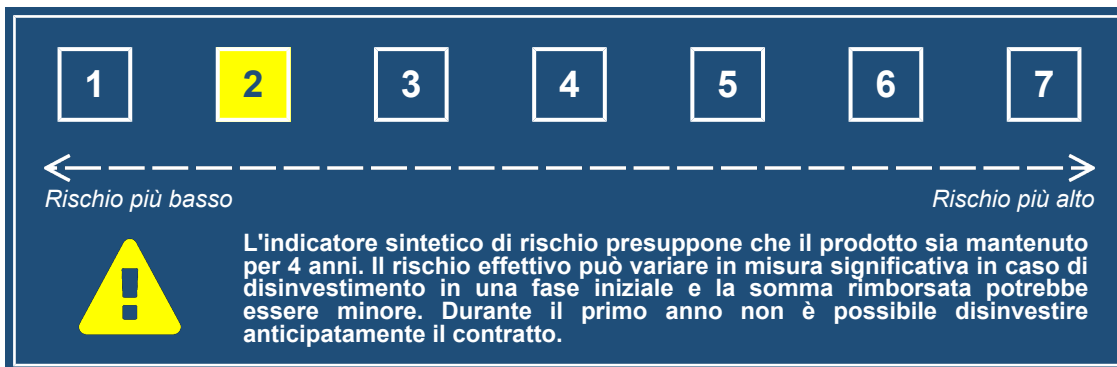 1 2 3 4 5 6 7
Rischio più basso Rischio più alto
L'indicatore sintetico di rischio presuppone che il prodotto sia mantenuto
per 4 anni. Il rischio effettivo può variare in misura significativa in caso di
disinvestimento in una fase iniziale e la somma rimborsata potrebbe
essere minore. Durante il primo anno non è possibile disinvestire
anticipatamente il contratto.